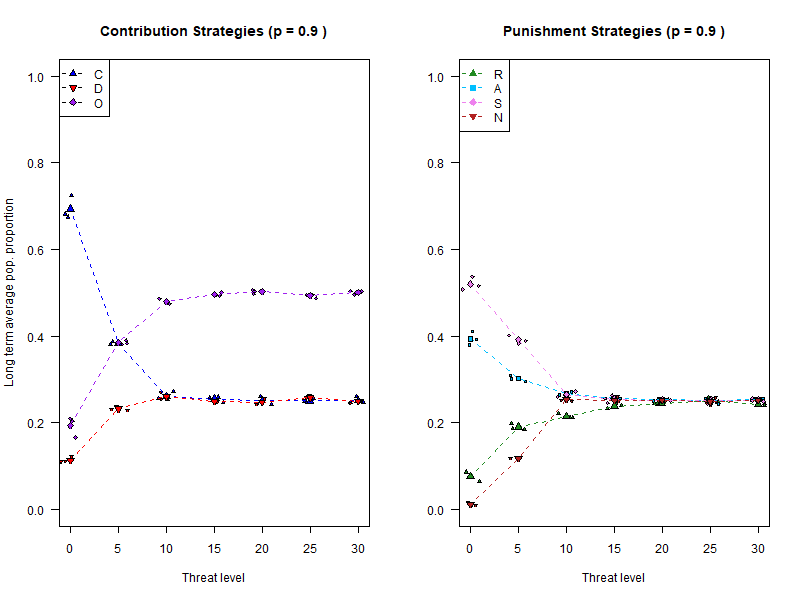 Contribution Strategies (p = 0.9 )
Long term average pop. proportion
1.0
0.8
0.6
0.4
0.2
0.0
C
D
O
0 5 10 15 20 25 30
Threat level
Punishment Strategies (p = 0.9 )
1.0
0.8
0.6
0.4
0.2
0.0
R
A
S
N
0 5 10 15 20 25 30
Threat level